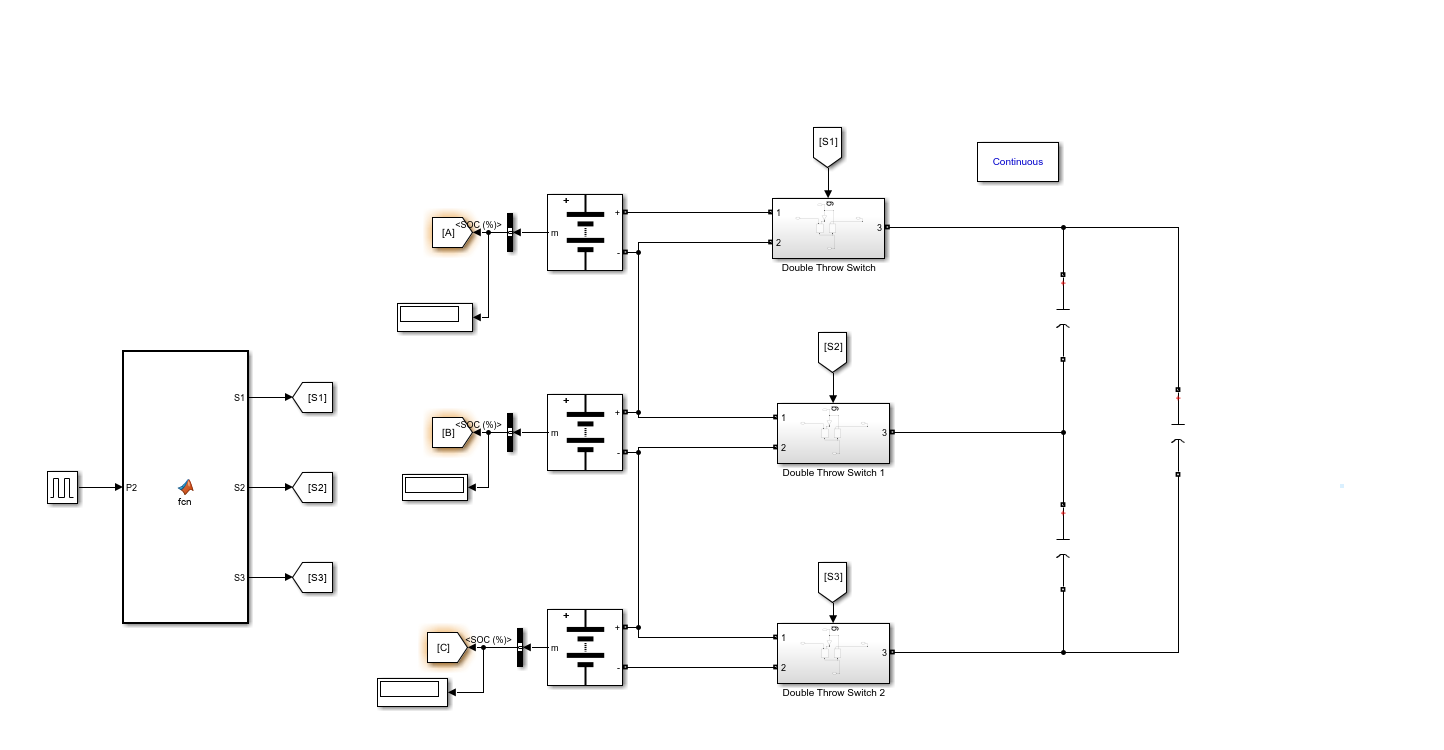 [S1]
Continuous
<SOC (%)>
[A]
+
+
-
m
1
2
g
3
Double Throw Switch
[S2]
<SOC (%)>
[B]
+
+
-
m
1
2
g
3
Double Throw Switch 1
P2
fcn
S1
S2
S3
[S1]
[S2]
[S3]
[S3]
<SOC (%)>
[C]
+
+
-
m
1
2
g
3
Double Throw Switch 2
+
+
+